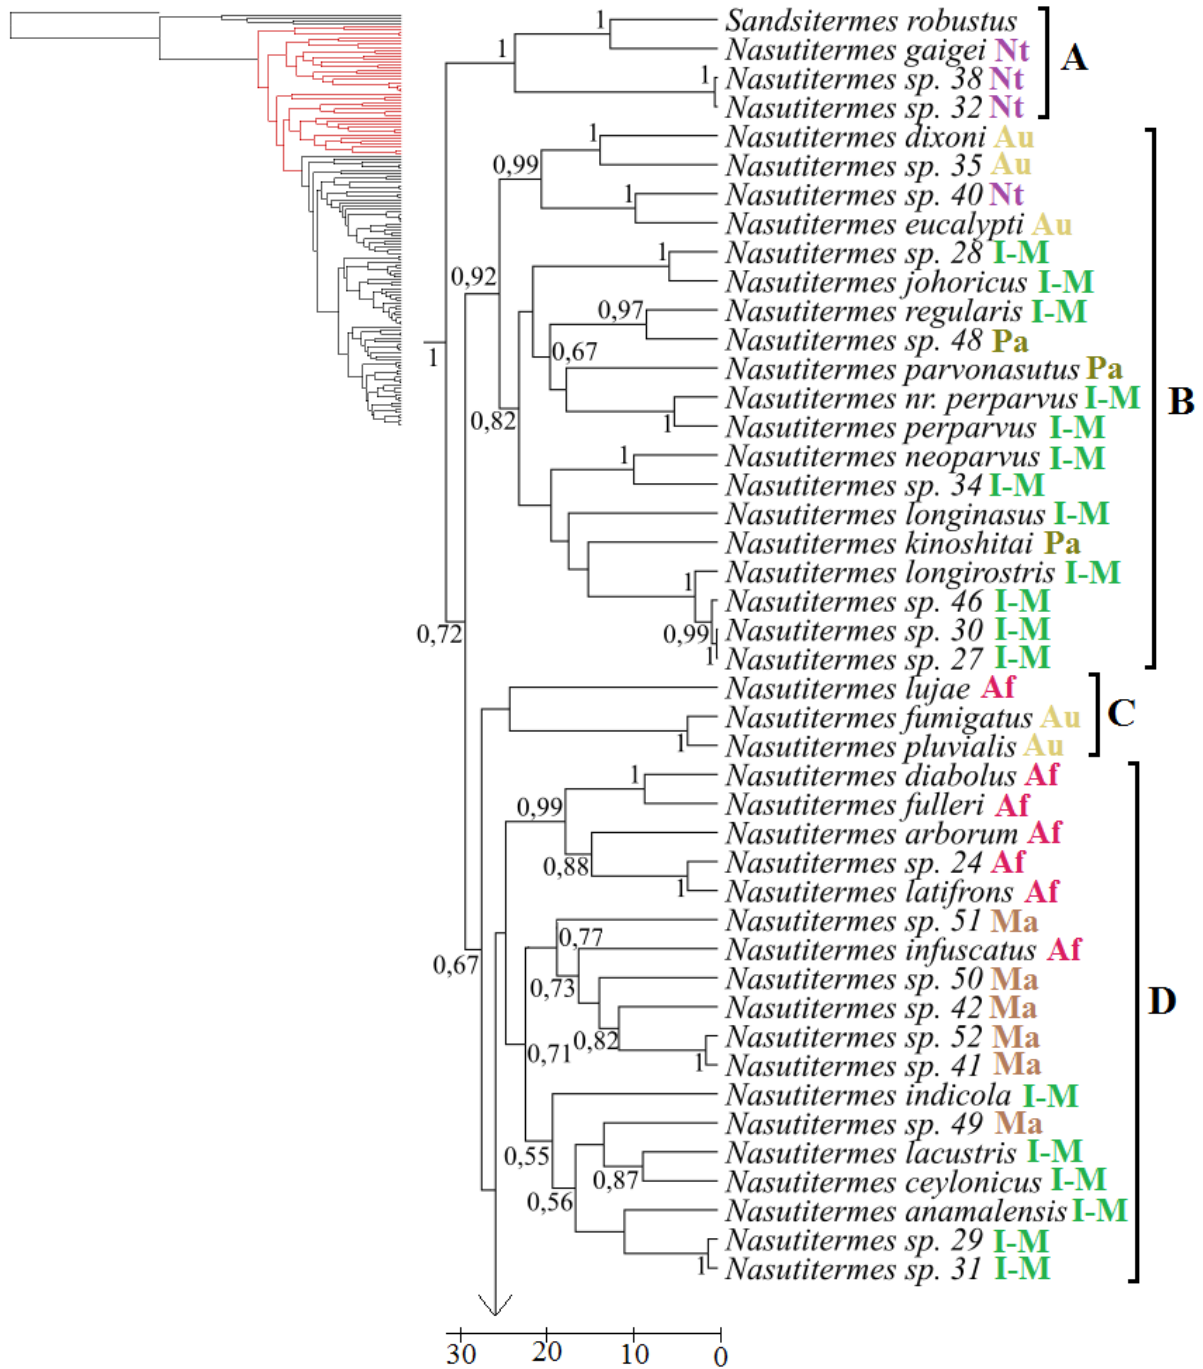 1 Sandsitermes robustus
1 Nasutitermes gaigei Nt A
1 Nasutitermes sp. 38 Nt
Nasutitermes sp. 32 Nt
1 Nasutitermes dixoni Au
0,99 Nasutitermes sp. 35 Au
1 Nasutitermes sp. 40 Nt
Nasutitermes eucalypti Au
1 Nasutitermes sp. 28 I-M
0,92 Nasutitermes johoricus I-M
0,97 Nasutitermes regularis I-M
1 0,67 Nasutitermes sp. 48 Pa
Nasutitermes parvonasutus Pa
Nasutitermes nr. perparvus I-M B
0,82 1 Nasutitermes perparvus I-M
1 Nasutitermes neoparvus I-M
Nasutitermes sp. 34 I-M
Nasutitermes longinasus I-M
Nasutitermes kinoshitai Pa
1 Nasutitermes longirostris I-M
Nasutitermes sp. 46 I-M
0,72 0,99 Nasutitermes sp. 30 I-M
1 Nasutitermes sp. 27 I-M
Nasutitermes lujae Af
Nasutitermes fumigatus Au C
1 Nasutitermes pluvialis Au
1 Nasutitermes diabolus Af
0,99 Nasutitermes fulleri Af
Nasutitermes arborum Af
0,88 Nasutitermes sp. 24 Af
1 Nasutitermes latifrons Af
Nasutitermes sp. 51 Ma
0,77 Nasutitermes infuscatus Af
0,67 0,73 Nasutitermes sp. 50 Ma
Nasutitermes sp. 42 Ma D
0,71 0,82 Nasutitermes sp. 52 Ma
1 Nasutitermes sp. 41 Ma
Nasutitermes indicola I-M
Nasutitermes sp. 49 Ma
0,55 Nasutitermes lacustris I-M
0,87 Nasutitermes ceylonicus I-M
0,56 Nasutitermes anamalensis I-M
Nasutitermes sp. 29 I-M
1 Nasutitermes sp. 31 I-M
30 20 10 0